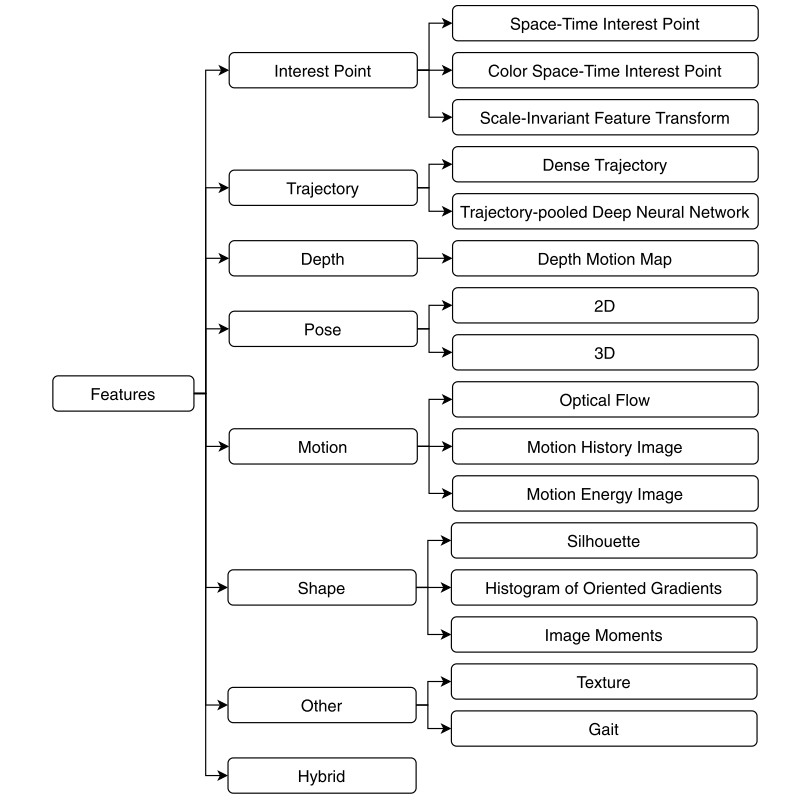 Features
Interest Point
Space-Time Interest Point
Color Space-Time Interest Point
Scale-Invariant Feature Transform
Trajectory
Dense Trajectory
Trajectory-pooled Deep Neural Network
Depth
Depth Motion Map
Pose
2D
3D
Motion
Optical Flow
Motion History Image
Motion Energy Image
Shape
Silhouette
Histogram of Oriented Gradients
Image Moments
Other
Texture
Gait
Hybrid